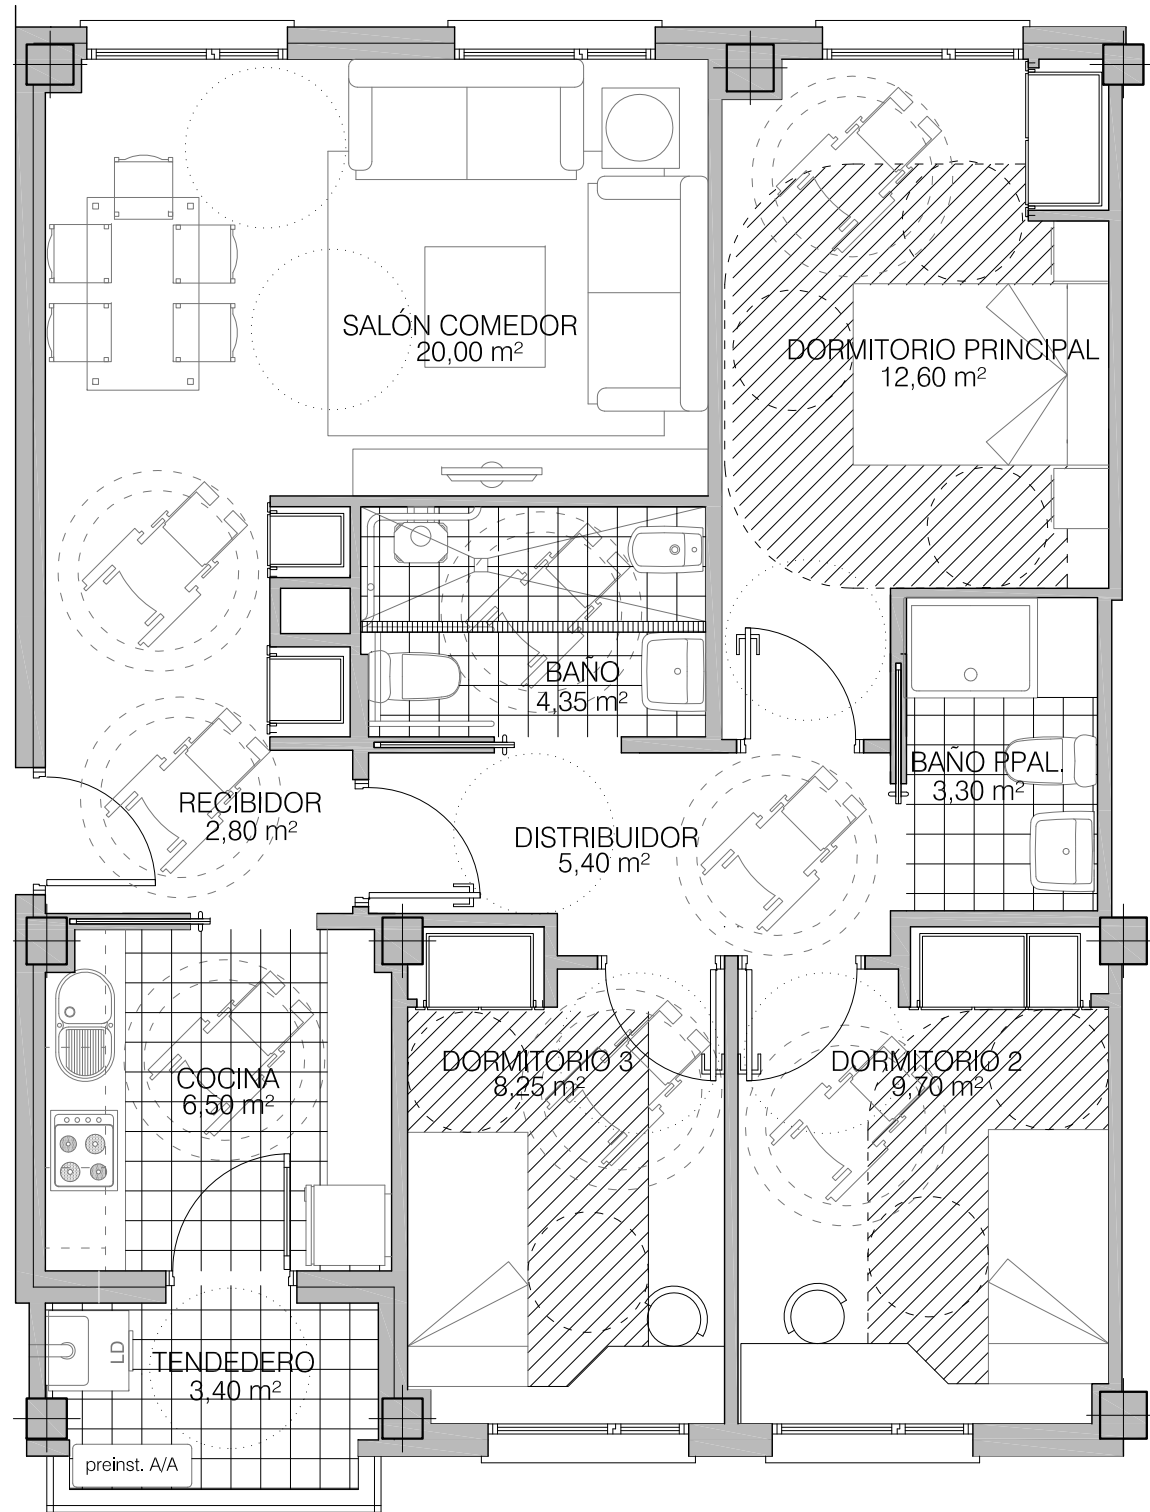 SALÓN COMEDOR
20,00 m²
DORMITORIO PRINCIPAL
12,60 m²
BAÑO
4,35 m²
BAÑO PPAL.
3,30 m²
RECIBIDOR
2,80 m²
DISTRIBUIDOR
5,40 m²
COCINA
6,50 m²
DORMITORIO 3
8,25 m²
DORMITORIO 2
9,70 m²
LD
TENDEDERO
3,40 m²
preinst. A/A